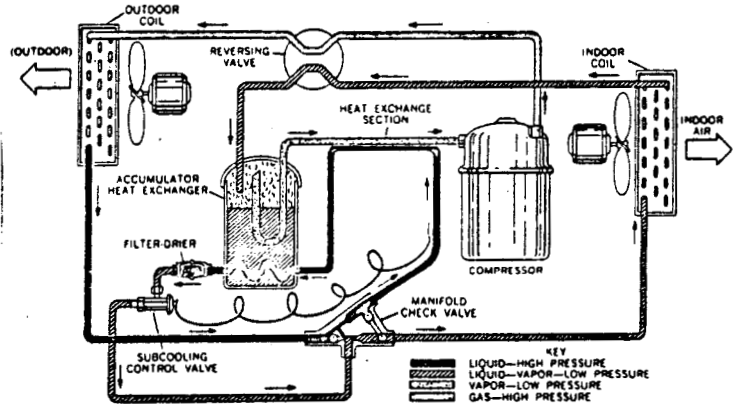 OUTDOOR
COIL
(OUTDOOR)
REVERSING
VALVE
INDOOR
COIL
HEAT EXCHANGE
SECTION
INDOOR
AIR
ACCUMULATOR
HEAT EXCHANGER
FILTER-DRIER
COMPRESSOR
MANIFOLD
CHECK VALVE
SUBCOOLING
CONTROL VALVE
KEY
LIQUID—HIGH PRESSURE
LIQUID—VAPOR—LOW PRESSURE
VAPOR—LOW PRESSURE
GAS—HIGH PRESSURE